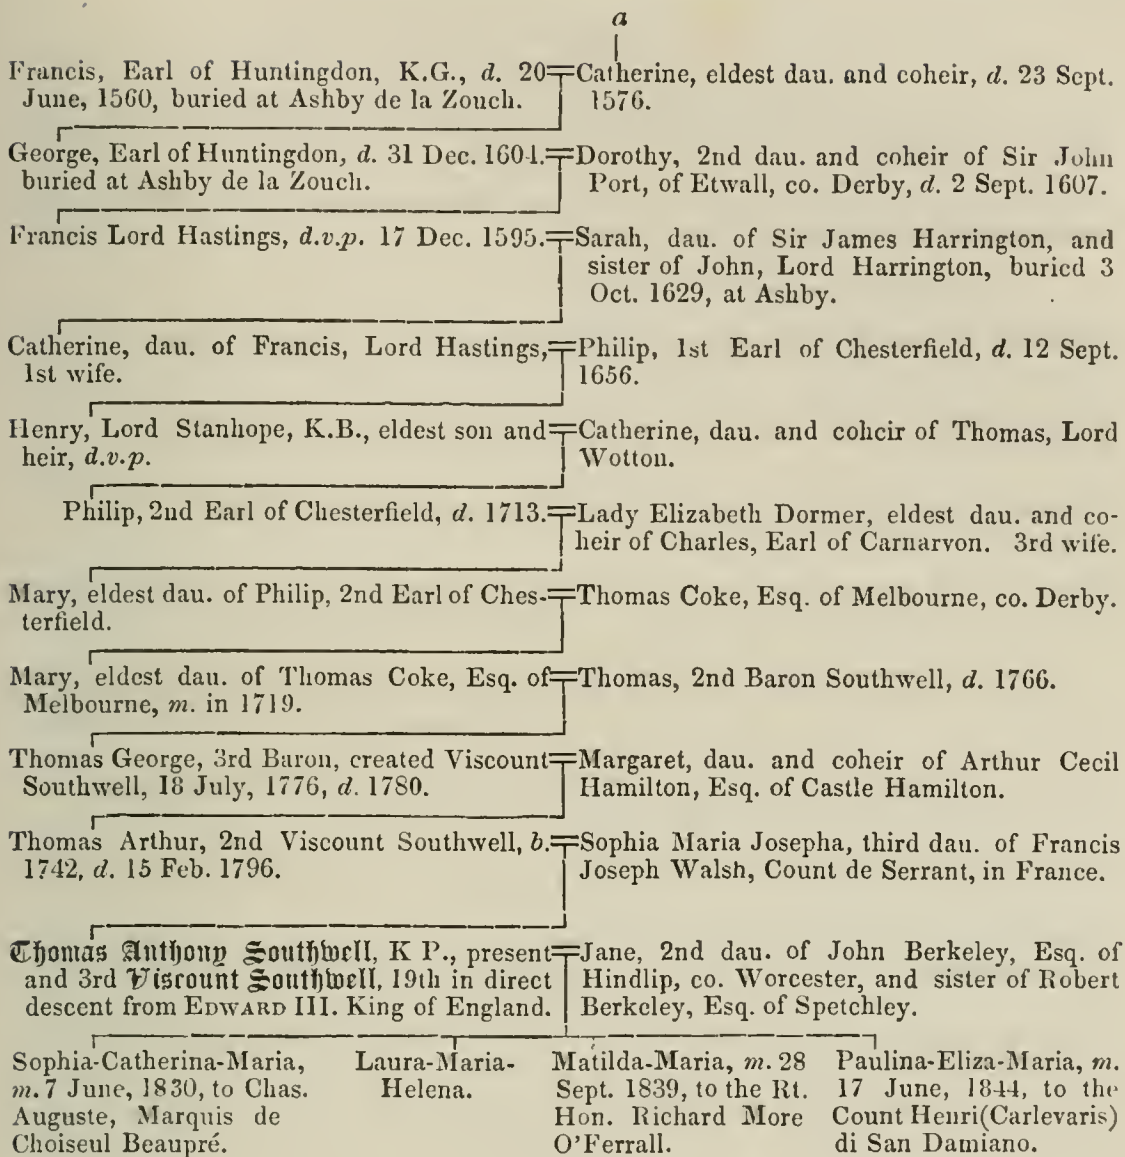 a
Francis, Earl of Huntingdon, K.G., d. 20 June, 1560, buried at Ashby de la Zouch.
Catherine, eldest dau. and coheir, d. 23 Sept. 1576.
George, Earl of Huntingdon, d. 31 Dec. 1604. buried at Ashby de la Zouch.
Dorothy, 2nd dau. and coheir of Sir John Port, of Etwall, co. Derby, d. 2 Sept. 1607.
Francis Lord Hastings, d.v.p. 17 Dec. 1595.
Sarah, dau. of Sir James Harrington, and sister of John, Lord Harrington, buried 3 Oct. 1629, at Ashby.
Catherine, dau. of Francis, Lord Hastings, 1st wife.
Philip, 1st Earl of Chesterfield, d. 12 Sept. 1656.
Henry, Lord Stanhope, K.B., eldest son and heir, d.v.p.
Catherine, dau. and coheir of Thomas, Lord Wotton.
Philip, 2nd Earl of Chesterfield, d. 1713.
Lady Elizabeth Dormer, eldest dau. and co-heir of Charles, Earl of Carnarvon. 3rd wife.
Mary, eldest dau. of Philip, 2nd Earl of Chesterfield.
Thomas Coke, Esq. of Melbourne, co. Derby.
Mary, eldest dau. of Thomas Coke, Esq. of Melbourne, m. in 1719.
Thomas, 2nd Baron Southwell, d. 1766.
Thomas George, 3rd Baron, created Viscount Southwell, 18 July, 1776, d. 1780.
Margaret, dau. and coheir of Arthur Cecil Hamilton, Esq. of Castle Hamilton.
Thomas Arthur, 2nd Viscount Southwell, b. 1742, d. 15 Feb. 1796.
Sophia Maria Josepha, third dau. of Francis Joseph Walsh, Count de Serrant, in France.
Thomas Anthony Southwell, K P., present and 3rd Viscount Southwell, 19th in direct descent from EDWARD III. King of England.
Jane, 2nd dau. of John Berkeley, Esq. of Hindlip, co. Worcester, and sister of Robert Berkeley, Esq. of Spetchley.
Sophia-Catherina-Maria, m. 7 June, 1830, to Chas. Auguste, Marquis de Choiseul Beaupré.
Laura-Maria-Helena.
Matilda-Maria, m. 28 Sept. 1839, to the Rt. Hon. Richard More O'Ferrall.
Paulina-Eliza-Maria, m. 17 June, 1844, to the Count Henri (Carlevaris) di San Damiano.